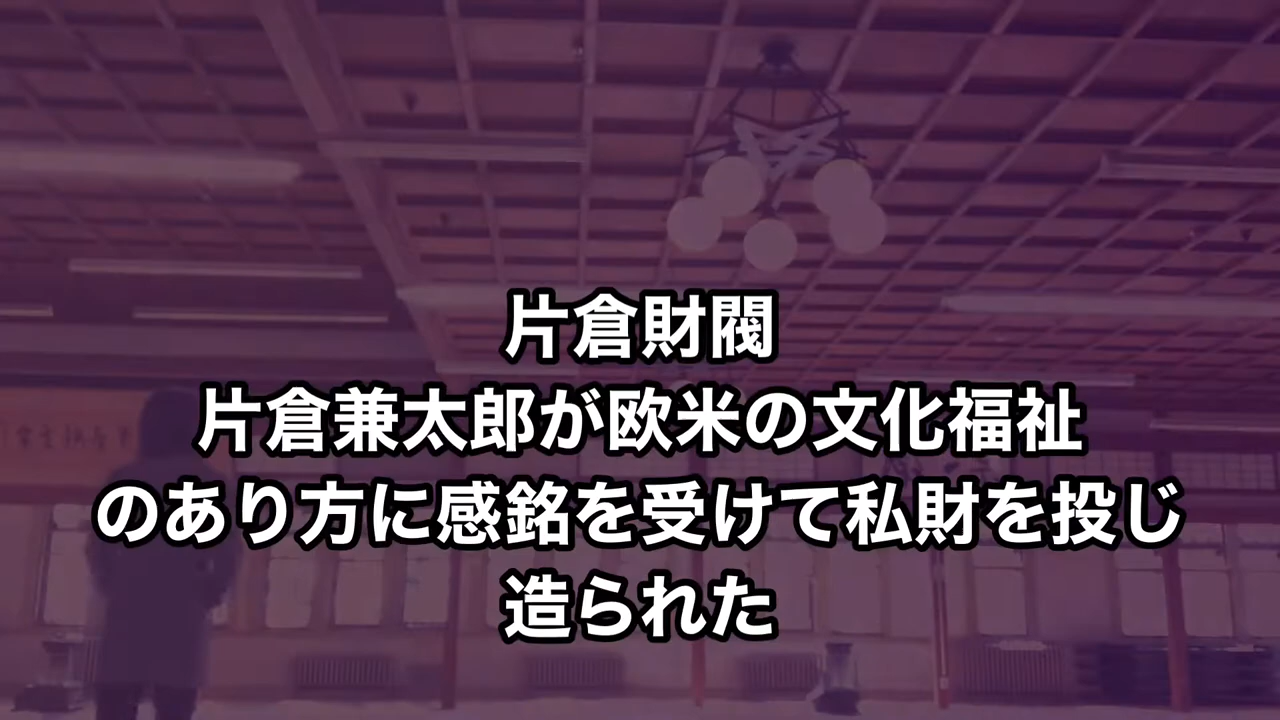 片倉財閥
片倉兼太郎が欧米の文化福祉
のあり方に感銘を受けて私財を投じ
造られた